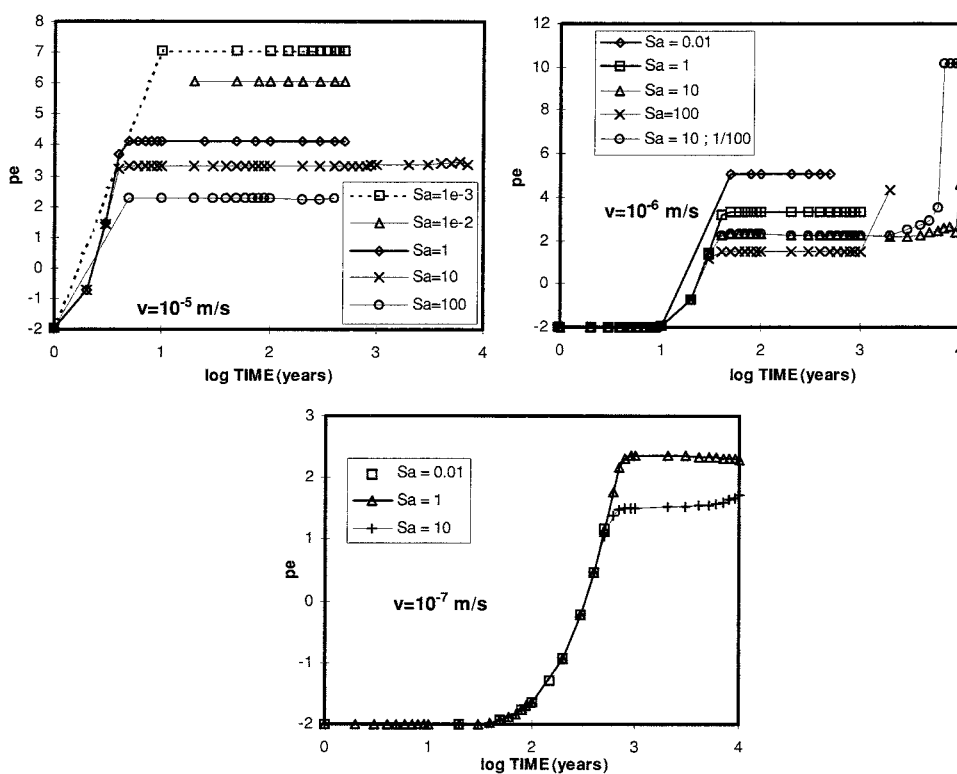 8
7
6
5
4
3
2
1
0
-1
-2
pe
Sa=1e-3
Sa=1e-2
Sa=1
Sa=10
Sa=100
v=10-5 m/s
0
1
2
3
4
log TIME (years)
12
10
8
6
4
2
0
-2
pe
Sa = 0.01
Sa = 1
Sa = 10
Sa=100
Sa = 10 ; 1/100
v=10-6 m/s
0
1
2
3
4
log TIME (years)
3
2
1
0
-1
-2
pe
Sa = 0.01
Sa = 1
Sa = 10
v=10-7 m/s
0
1
2
3
4
log TIME (years)